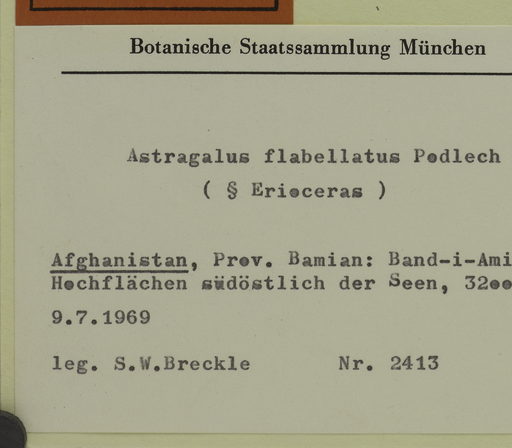 Botanische Staatssammlung München
Astragalus flabellatus Podlech
( § Erioceras )
Afghanistan, Prov. Bamian: Band-i-Ami
Hochflächen südöstlich der Seen, 3200
9.7.1969
leg. S.W.Breckle Nr. 2413